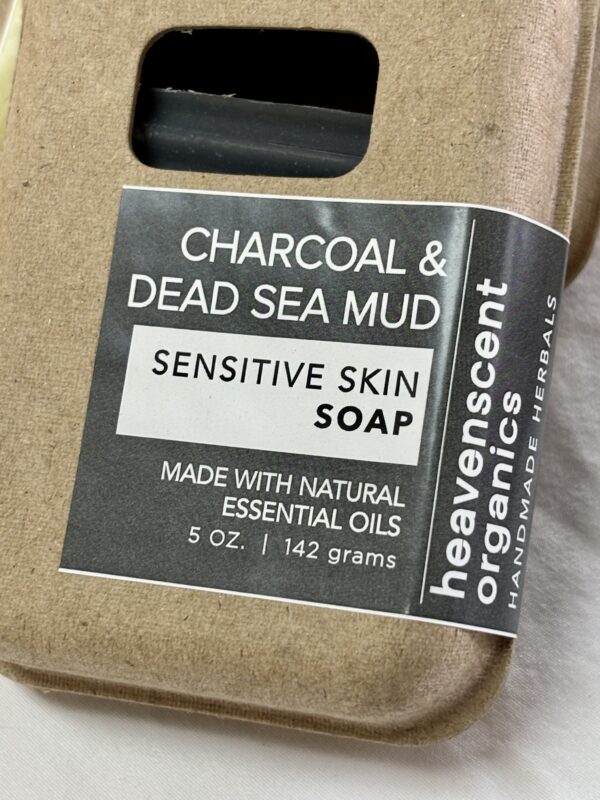 CHARCOAL &
DEAD SEA MUD
SENSITIVE SKIN
SOAP
MADE WITH NATURAL
ESSENTIAL OILS
5 OZ. | 142 grams
heavenscent
organics
HANDMADE HERBALS